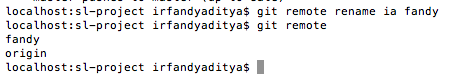 localhost:sl-project irfandyaditya$ git remote rename ia fandy
localhost:sl-project irfandyaditya$ git remote
fandy
origin
localhost:sl-project irfandyaditya$